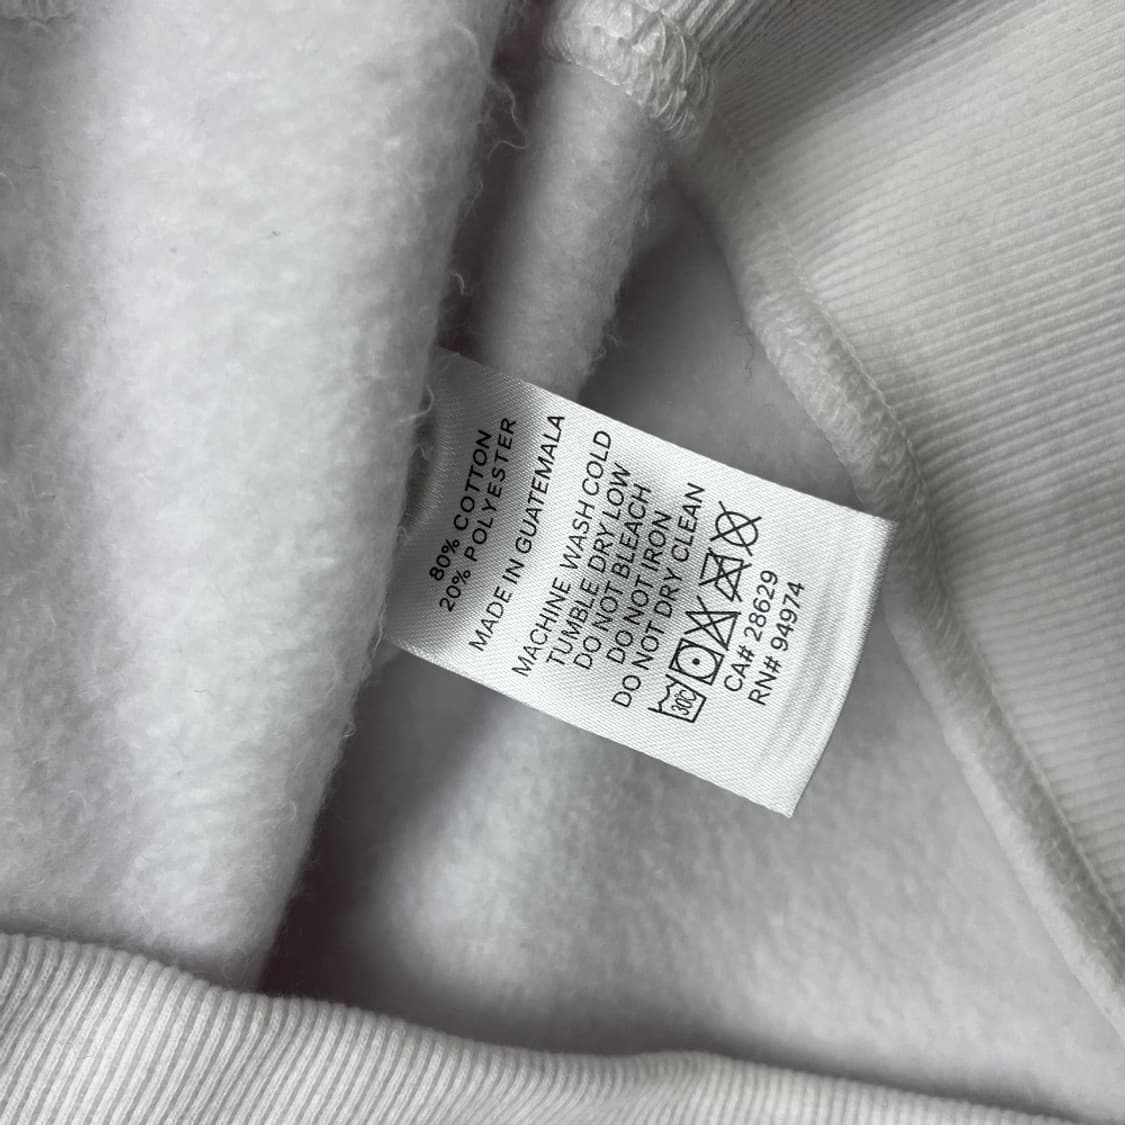 80% COTTON
20% POLYESTER
MADE IN GUATEMALA
MACHINE WASH COLD
TUMBLE DRY LOW
DO NOT BLEACH
DO NOT IRON
DO NOT DRY CLEAN
30C
CA# 28629
RN# 94974